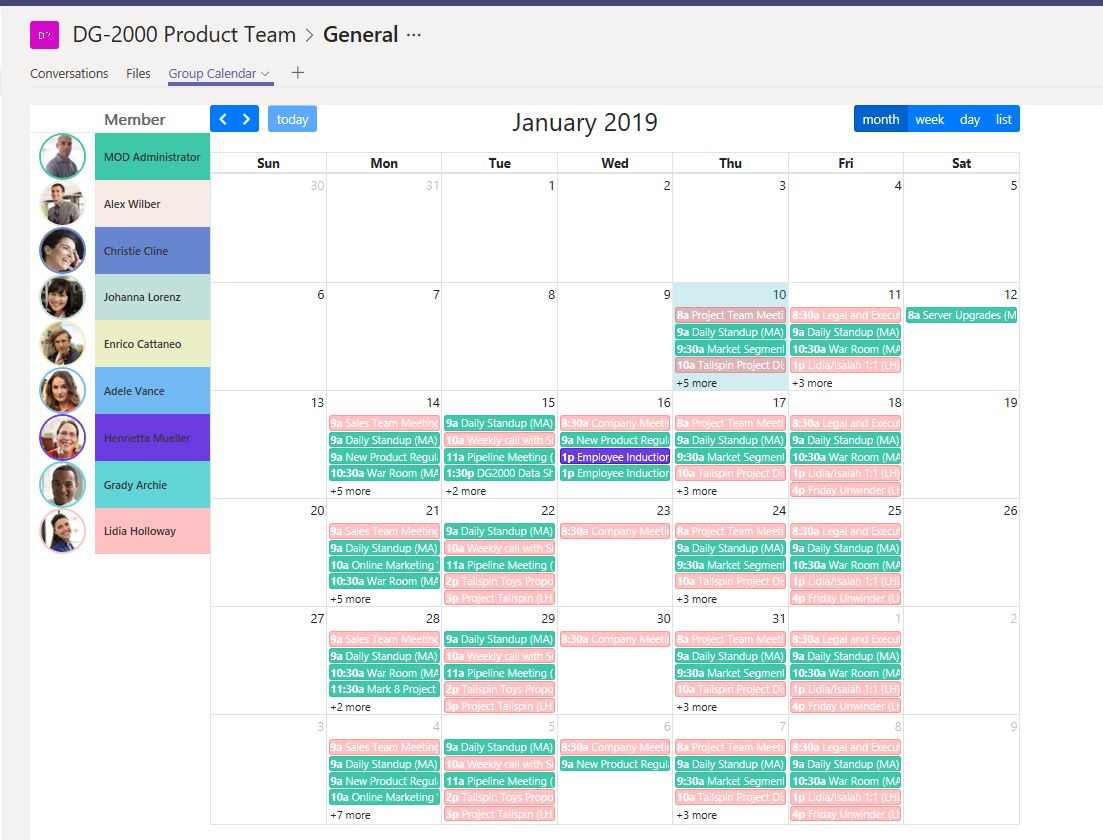 DG-2000 Product Team > General ...
Conversations Files Group Calendar +
Member
MOD Administrator
Alex Wilber
Christie Cline
Johanna Lorenz
Enrico Cattaneo
Adele Vance
Henrietta Mueller
Grady Archie
Lidia Holloway
today
January 2019
month week day list
Sun Mon Tue Wed Thu Fri Sat
30 31 1 2 3 4 5
6 7 8 9 10 11 12
8a Project Team Meeti
9a Daily Standup (MA)
9:30a Market Segment
10a Tailspin Project Di
+5 more
8:30a Legal and Execu
9a Daily Standup (MA)
10:30a War Room (MA
1p Lidia/Isaiah 1:1 (LH)
+3 more
8a Server Upgrades (M
13 14 15 16 17 18 19
9a Sales Team Meeting
9a Daily Standup (MA)
9a New Product Regul
10:30a War Room (MA
+5 more
9a Daily Standup (MA)
10a Weekly call with S
11a Pipeline Meeting (
1:30p DG2000 Data Sh
+2 more
8:30a Company Meetin
9a New Product Regula
1p Employee Induction
1p Employee Induction
8a Project Team Meeti
9a Daily Standup (MA)
9:30a Market Segment
10a Tailspin Project Di
+3 more
8:30a Legal and Execu
9a Daily Standup (MA)
10:30a War Room (MA
1p Lidia/Isaiah 1:1 (LH)
4p Friday Unwinder (LH
20 21 22 23 24 25 26
9a Sales Team Meeting
9a Daily Standup (MA)
10a Online Marketing
10:30a War Room (MA
+5 more
9a Daily Standup (MA)
10a Weekly call with S
11a Pipeline Meeting (
2p Tailspin Toys Propo
3p Project Tailspin (LH
8:30a Company Meetin
8a Project Team Meeti
9a Daily Standup (MA)
9:30a Market Segment
10a Tailspin Project Di
+3 more
8:30a Legal and Execu
9a Daily Standup (MA)
10:30a War Room (MA
1p Lidia/Isaiah 1:1 (LH)
4p Friday Unwinder (LH
27 28 29 30 31 1 2
9a Sales Team Meeting
9a Daily Standup (MA)
10:30a War Room (MA
11:30a Mark 8 Project
+2 more
9a Daily Standup (MA)
10a Weekly call with S
11a Pipeline Meeting (
2p Tailspin Toys Propo
3p Project Tailspin (LH
8:30a Company Meetin
8a Project Team Meeti
9a Daily Standup (MA)
9:30a Market Segment
10a Tailspin Project Di
+3 more
8:30a Legal and Execu
9a Daily Standup (MA)
10:30a War Room (MA
1p Lidia/Isaiah 1:1 (LH)
4p Friday Unwinder (LH
3 4 5 6 7 8 9
9a Sales Team Meeting
9a Daily Standup (MA)
9a New Product Regul
10a Online Marketing
+7 more
9a Daily Standup (MA)
10a Weekly call with S
11a Pipeline Meeting (
2p Tailspin Toys Propo
3p Project Tailspin (LH
8:30a Company Meetin
9a New Product Regula
8a Project Team Meeti
9a Daily Standup (MA)
9:30a Market Segment
10a Tailspin Project Di
+3 more
8:30a Legal and Execu
9a Daily Standup (MA)
10:30a War Room (MA
1p Lidia/Isaiah 1:1 (LH)
4p Friday Unwinder (LH